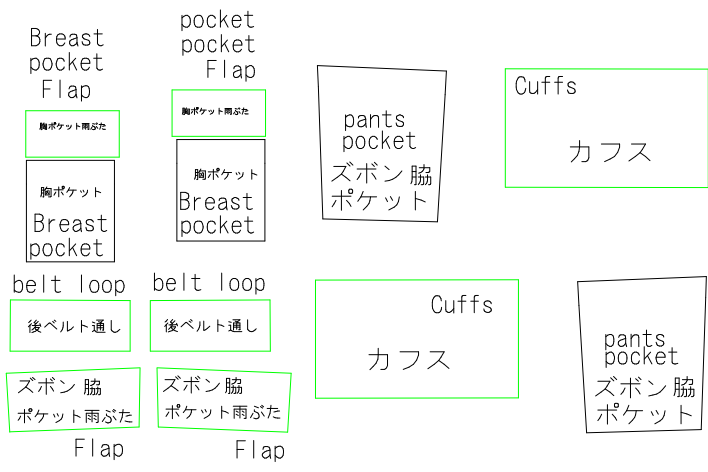 Breast
pocket
Flap
胸ポケット雨ぶた
胸ポケット
Breast
pocket
pocket
pocket
Flap
胸ポケット雨ぶた
胸ポケット
Breast
pocket
pants
pocket
ズボン脇
ポケット
Cuffs
カフス
belt loop
後ベルト通し
belt loop
後ベルト通し
ズボン脇
ポケット雨ぶた
Flap
ズボン脇
ポケット雨ぶた
Flap
Cuffs
カフス
pants
pocket
ズボン脇
ポケット